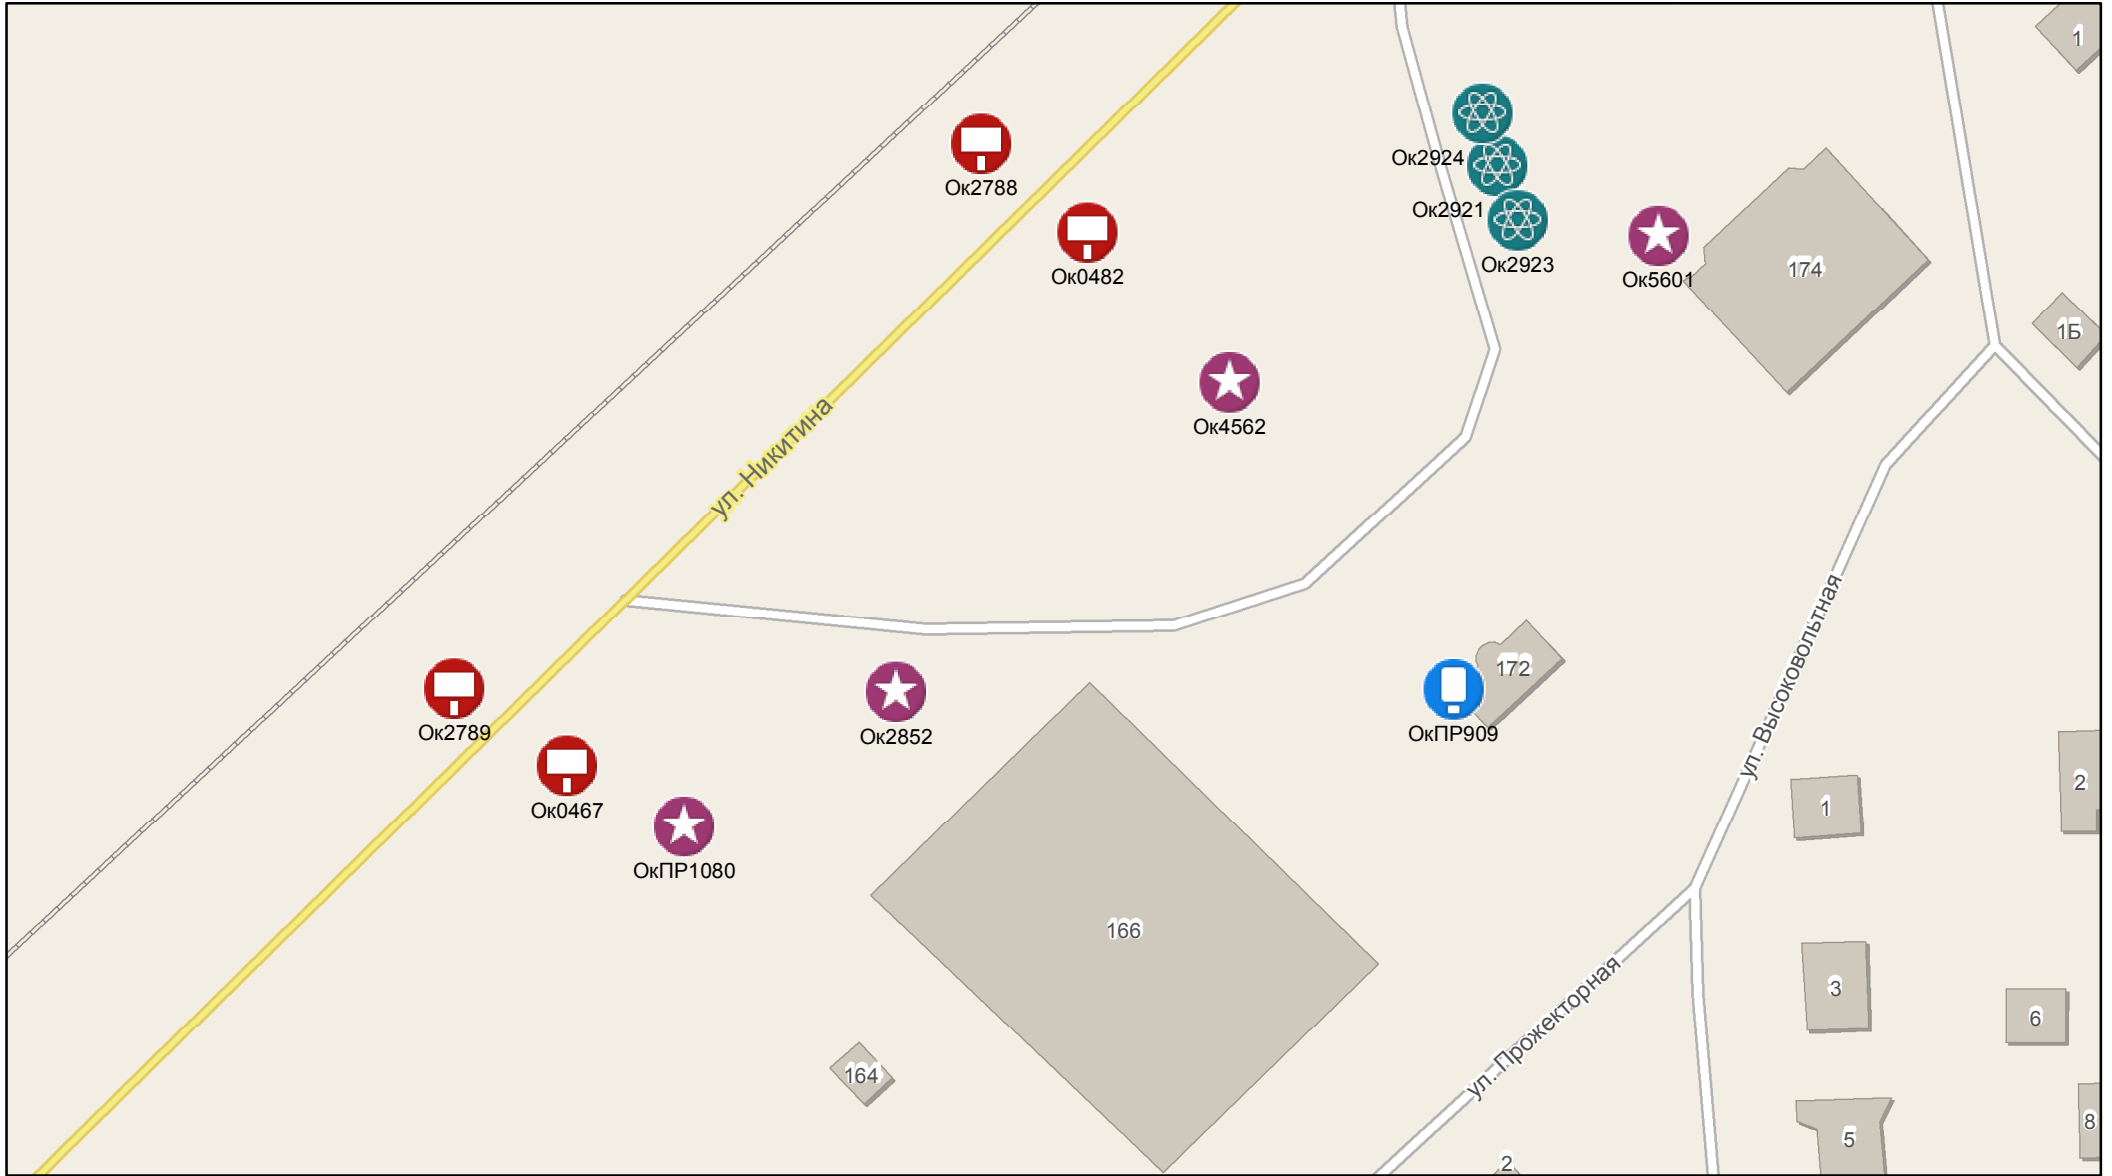 1
Ок2788
Ок2924
Ок2921
Ок0482
Ок2923
Ок5601
174
1Б
Ок4562
ул. Никитина
172
ул. Высоковольтная
Ок2789
Ок2852
ОкПР909
Ок0467
1
2
ОкПР1080
166
3
6
ул. Прожекторная
164
8
5
2